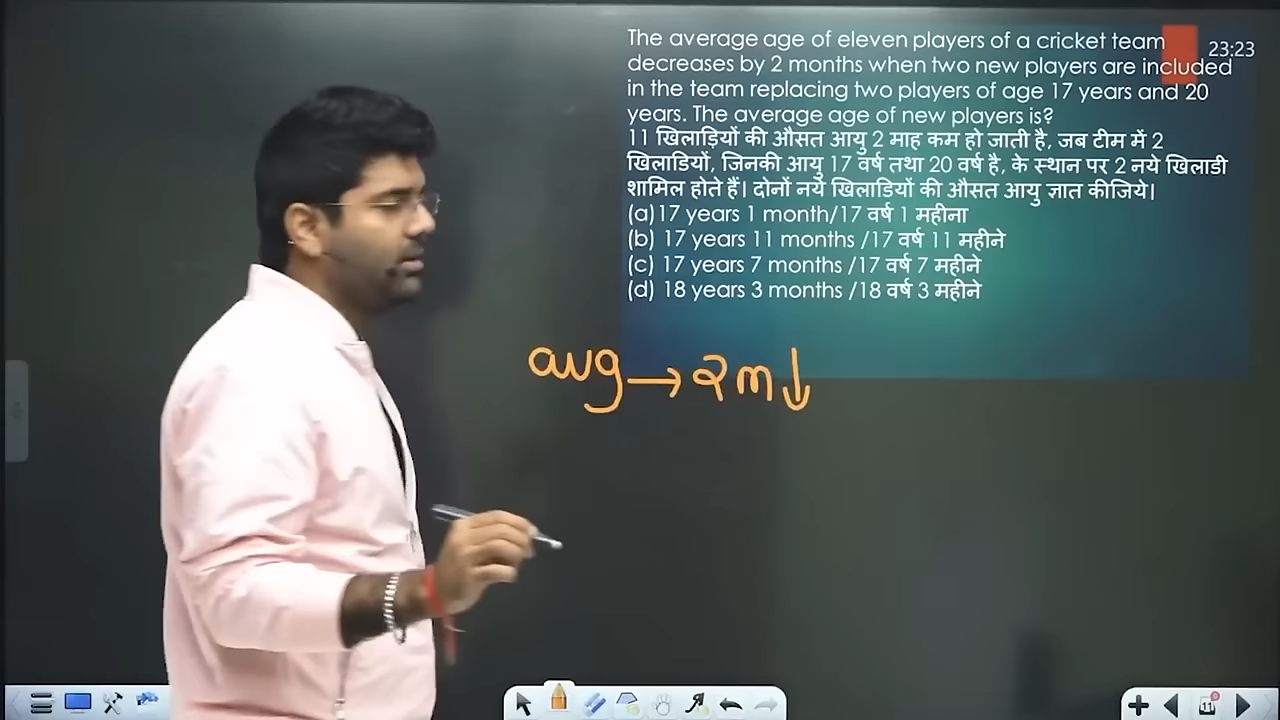 The average age of eleven players of a cricket team
23:23
decreases by 2 months when two new players are included
in the team replacing two players of age 17 years and 20
years. The average age of new players is?
11 खिलाड़ियों की औसत आयु 2 माह कम हो जाती है, जब टीम में 2
खिलाडियों, जिनकी आयु 17 वर्ष तथा 20 वर्ष है, के स्थान पर 2 नये खिलाडी
शामिल होते हैं। दोनों नये खिलाडियों की औसत आयु ज्ञात कीजिये।
(a)17 years 1 month/17 वर्ष 1 महीना
(b) 17 years 11 months /17 वर्ष 11 महीने
(c) 17 years 7 months /17 वर्ष 7 महीने
(d) 18 years 3 months /18 वर्ष 3 महीने
avg → 2m ↓
11